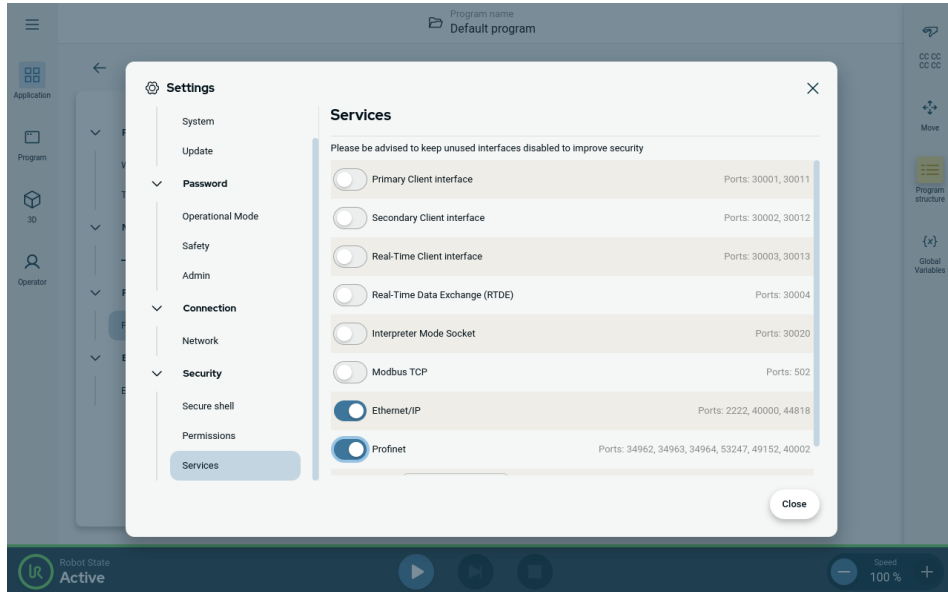 Program name
Default program
Application
Program
3D
Operator
Settings
System
Update
Password
Operational Mode
Safety
Admin
Connection
Network
Security
Secure shell
Permissions
Services
Services
Please be advised to keep unused interfaces disabled to improve security
Primary Client interface Ports: 30001, 30011
Secondary Client interface Ports: 30002, 30012
Real-Time Client interface Ports: 30003, 30013
Real-Time Data Exchange (RTDE) Ports: 30004
Interpreter Mode Socket Ports: 30020
Modbus TCP Ports: 502
Ethernet/IP Ports: 2222, 40000, 44818
Profinet Ports: 34962, 34963, 34964, 53247, 49152, 40002
Close
CC CC
CC CC
Move
Program
structure
{x}
Global
Variables
UR
Robot State
Active
Speed
100 %